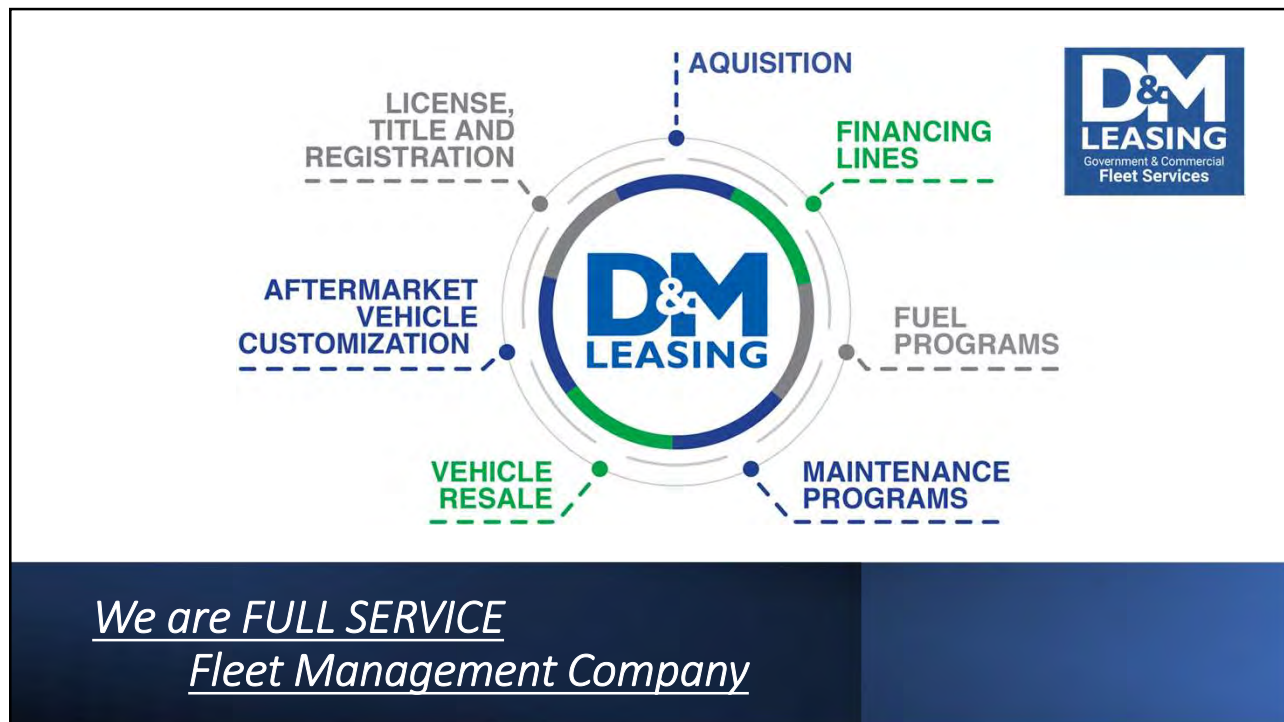 AQUISITION
FINANCING
LINES
FUEL
PROGRAMS
MAINTENANCE
PROGRAMS
VEHICLE
RESALE
AFTERMARKET
VEHICLE
CUSTOMIZATION
LICENSE,
TITLE AND
REGISTRATION
D&M
LEASING
D&M
LEASING
Government & Commercial
Fleet Services
We are FULL SERVICE
Fleet Management Company